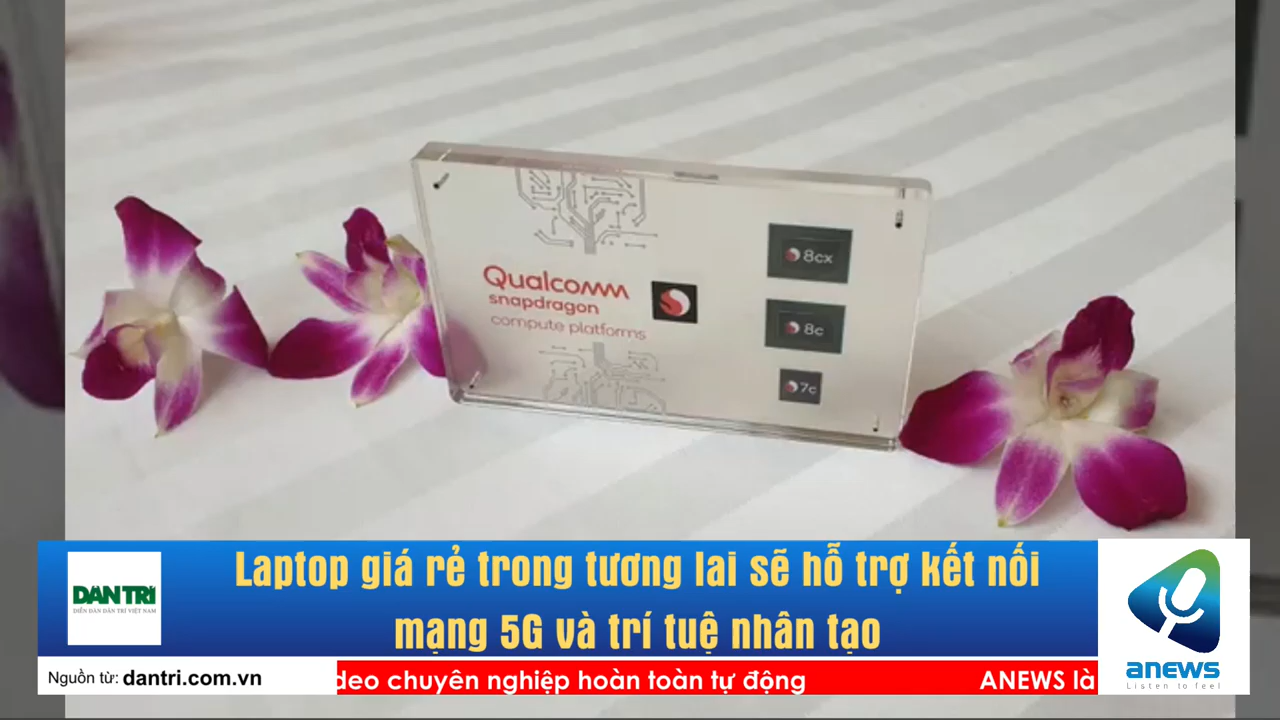 Qualcomm
snapdragon
compute platforms
8cx
8c
7c
DÂN TRÍ
DIỄN ĐÀN DÂN TRÍ VIỆT NAM
Laptop giá rẻ trong tương lai sẽ hỗ trợ kết nối
mạng 5G và trí tuệ nhân tạo
Nguồn từ: dantri.com.vn
deo chuyên nghiệp hoàn toàn tự động ANEWS là
anews
Listen to feel